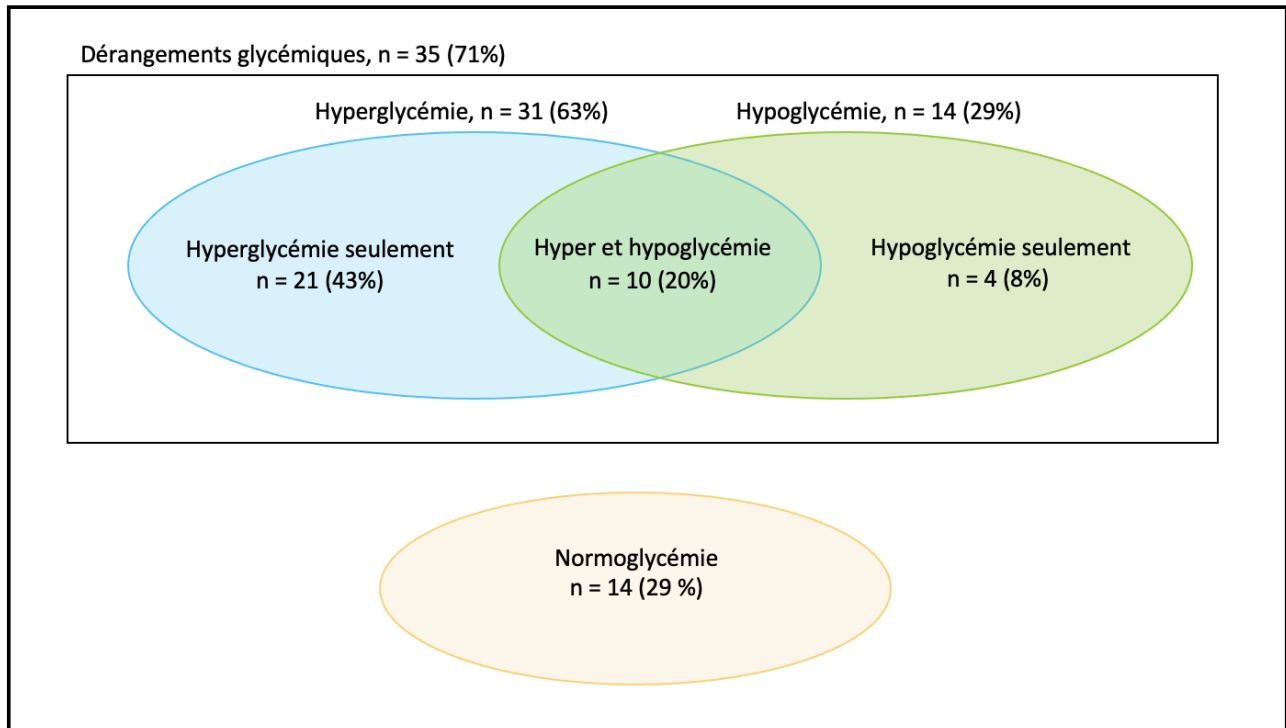 Dérangements glycémiques, n = 35 (71%)
Hyperglycémie, n = 31 (63%)
Hypoglycémie, n = 14 (29%)
Hyperglycémie seulement
n = 21 (43%)
Hyper et hypoglycémie
n = 10 (20%)
Hypoglycémie seulement
n = 4 (8%)
Normoglycémie
n = 14 (29 %)